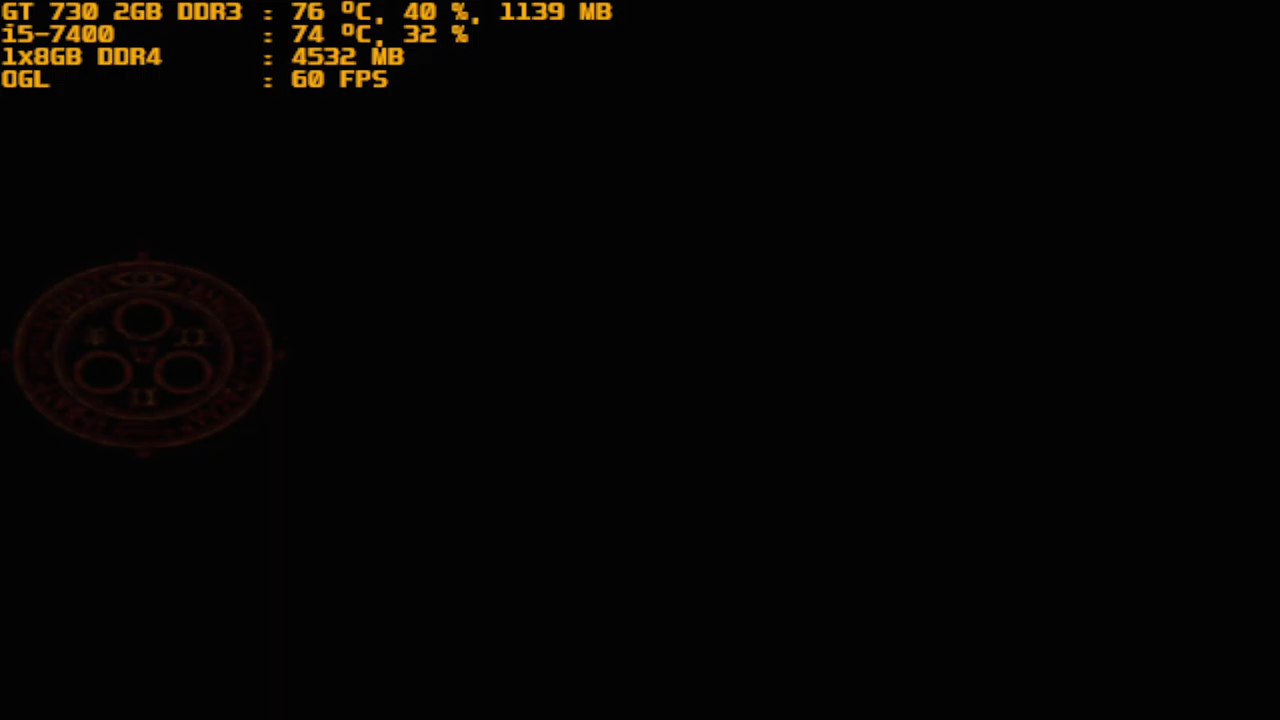 GT 730 2GB DDR3 : 76 ºC, 40 %, 1139 MB
i5-7400 : 74 ºC, 32 %
1x8GB DDR4 : 4532 MB
OGL : 60 FPS